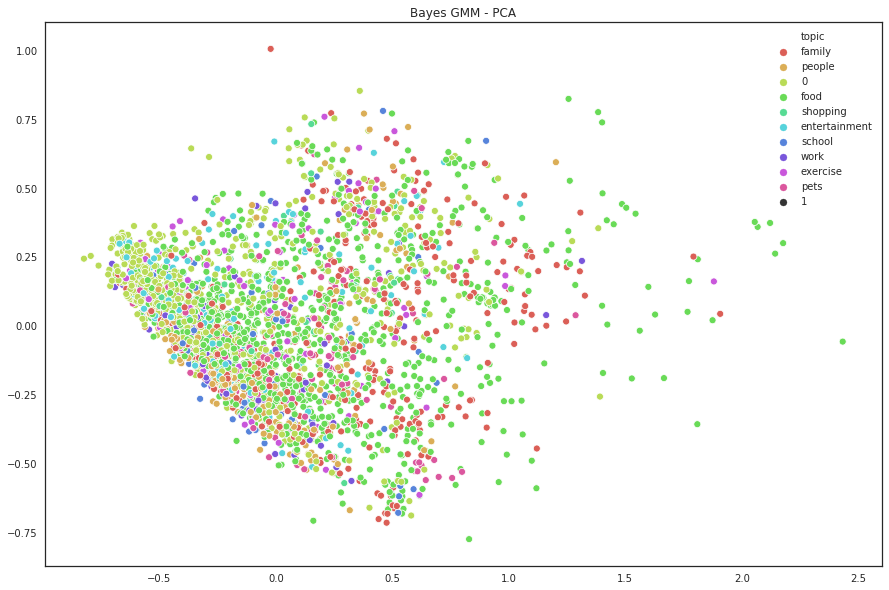 Bayes GMM - PCA
topic
family
people
0
food
shopping
entertainment
school
work
exercise
pets
1
1.00
0.75
0.50
0.25
0.00
−0.25
−0.50
−0.75
−0.5 0.0 0.5 1.0 1.5 2.0 2.5